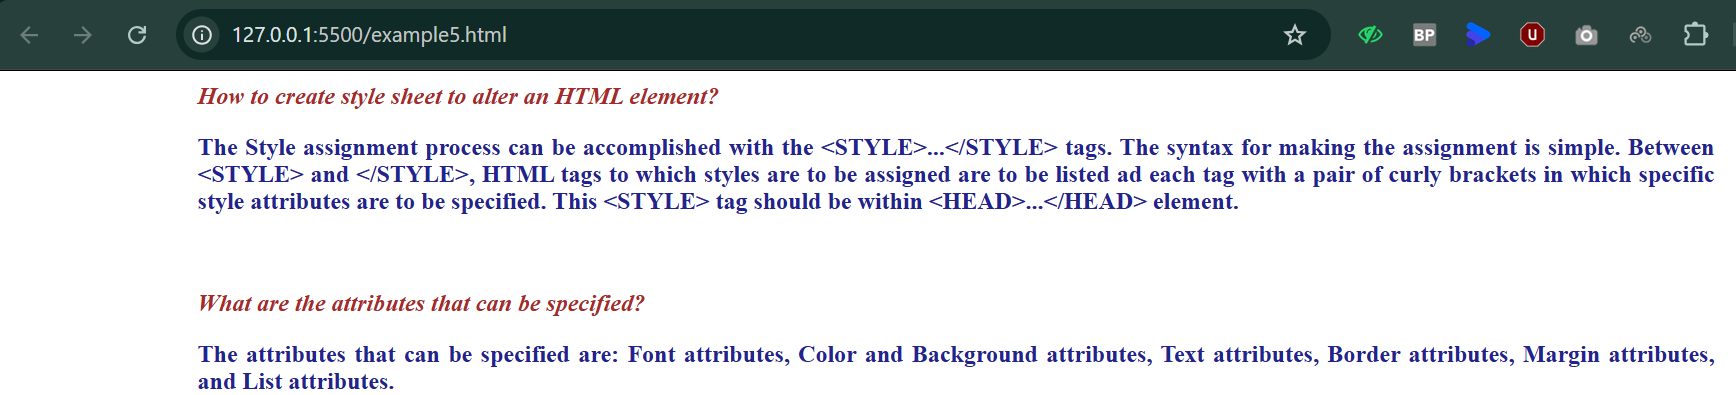 127.0.0.1:5500/example5.html
BP
U
How to create style sheet to alter an HTML element?
The Style assignment process can be accomplished with the <STYLE>...</STYLE> tags. The syntax for making the assignment is simple. Between
<STYLE> and </STYLE>, HTML tags to which styles are to be assigned are to be listed ad each tag with a pair of curly brackets in which specific
style attributes are to be specified. This <STYLE> tag should be within <HEAD>...</HEAD> element.
What are the attributes that can be specified?
The attributes that can be specified are: Font attributes, Color and Background attributes, Text attributes, Border attributes, Margin attributes,
and List attributes.